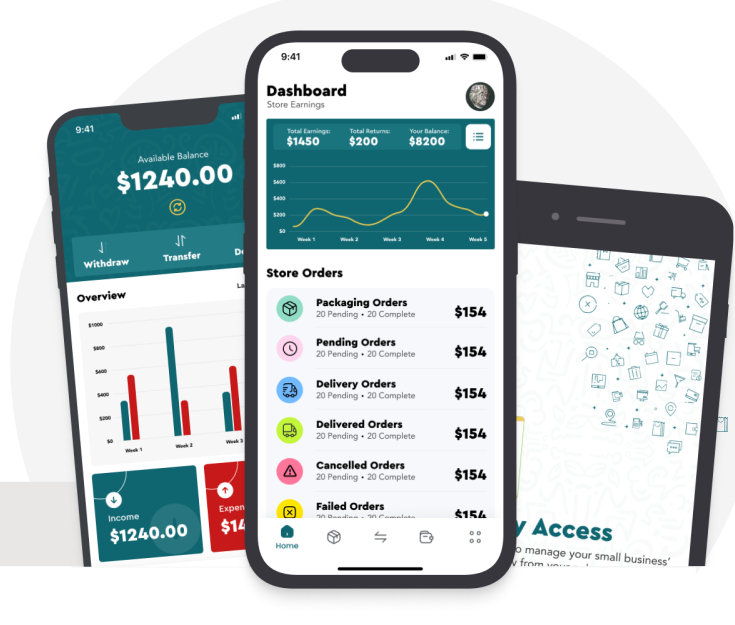 9:41
Available Balance
$1240.00
Withdraw
Transfer
Overview
$1000
$800
$600
$400
$200
$0
Week 1
Week 2
Week 3
Income
$1240.00
9:41
Dashboard
Store Earnings
Total Earnings:
$1450
Total Returns:
$200
Your Balance:
$8200
$800
$600
$400
$200
$0
Week 1
Week 2
Week 3
Week 4
Week 5
Store Orders
Packaging Orders
20 Pending • 20 Complete
$154
Pending Orders
20 Pending • 20 Complete
$154
Delivery Orders
20 Pending • 20 Complete
$154
Delivered Orders
20 Pending • 20 Complete
$154
Cancelled Orders
20 Pending • 20 Complete
$154
Failed Orders
20 Pending • 20 Complete
$154
Home
Access
manage your small business'
from